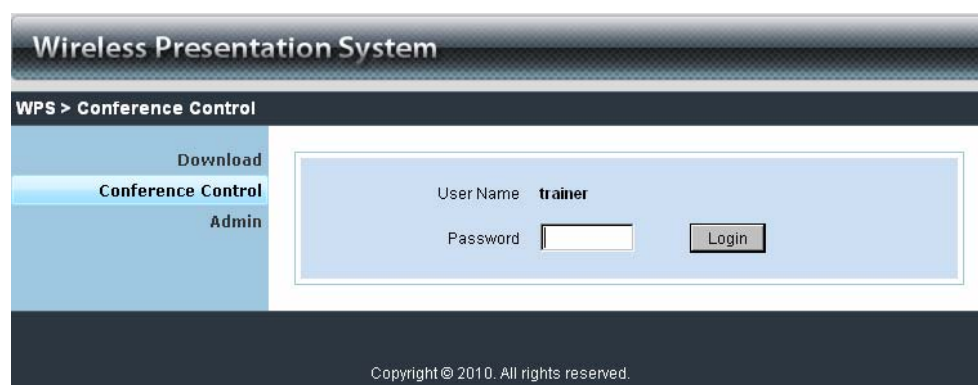 Wireless Presentation System
WPS > Conference Control
Download
Conference Control
Admin
User Name trainer
Password
Login
Copyright © 2010. All rights reserved.